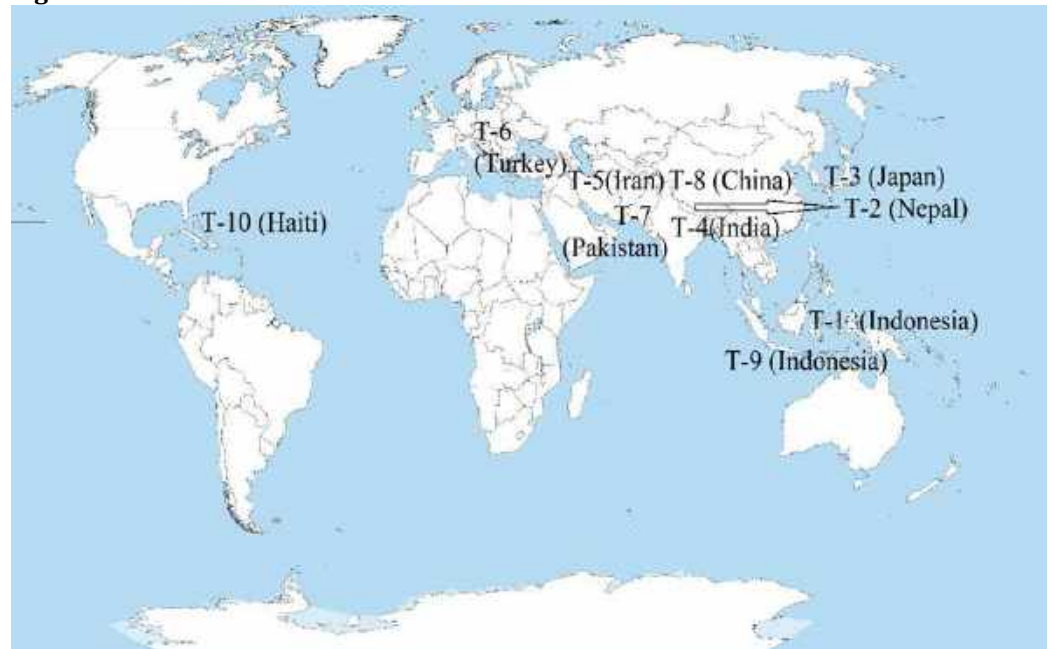 T-6
(Turkey)
T-5(Iran)
T-8 (China)
T-3 (Japan)
T-7
(Pakistan)
T-4(India)
T-2 (Nepal)
T-10 (Haiti)
(Indonesia)
T-9 (Indonesia)